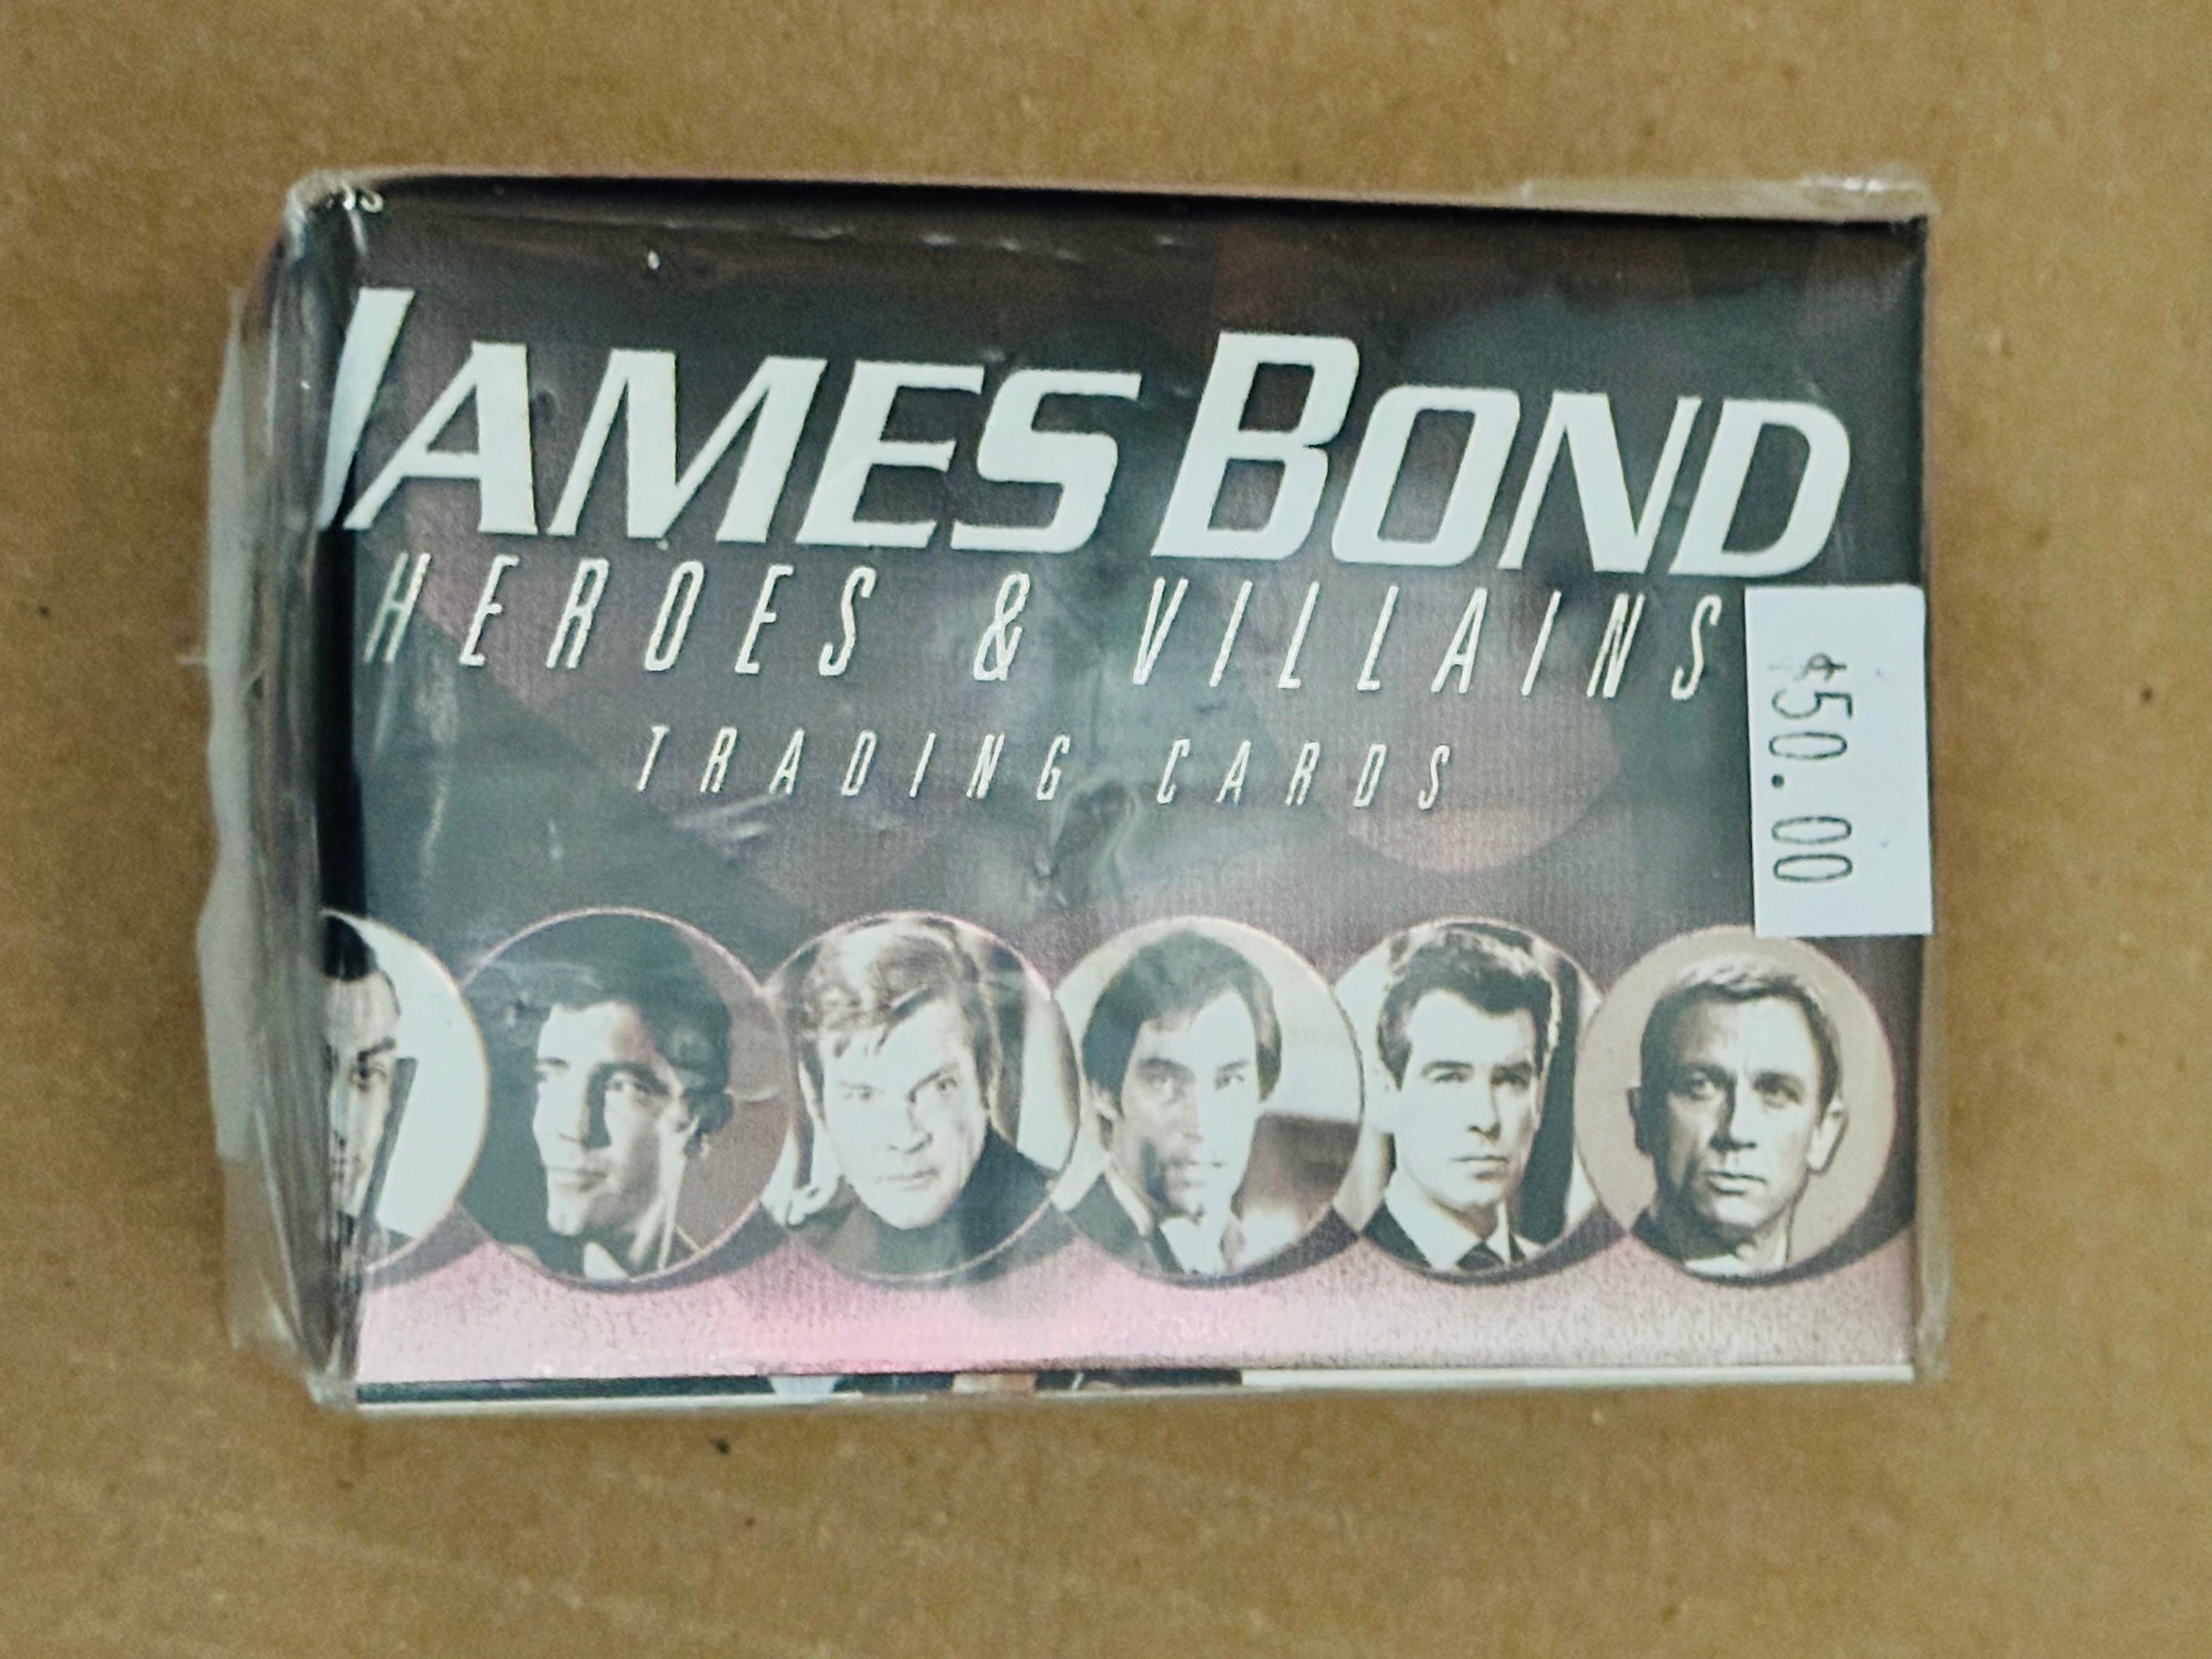 JAMES BOND
HEROES & VILLAINS
TRADING CARDS
$50.00